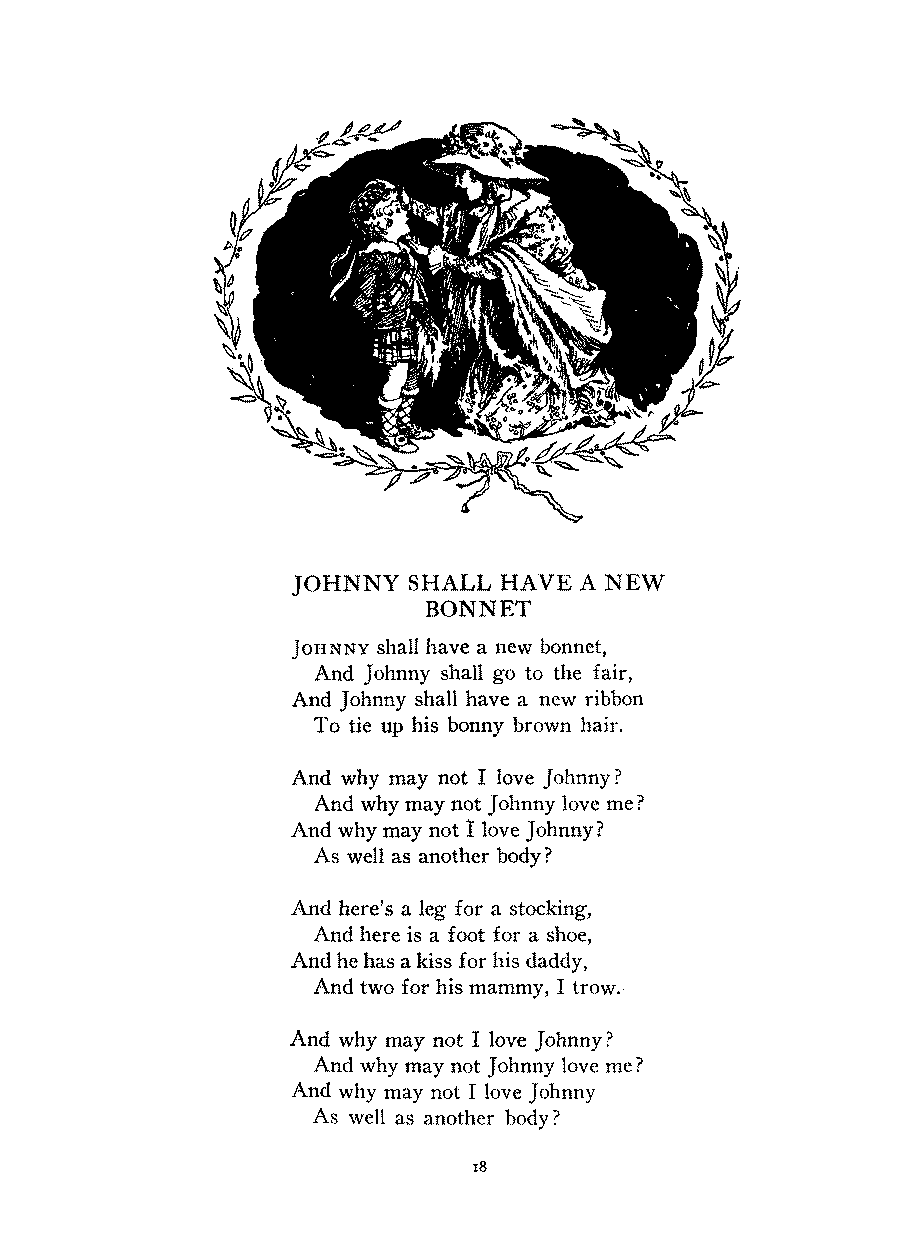 JOHNNY SHALL HAVE A NEW
BONNET
JOHNNY shall have a new bonnet,
And Johnny shall go to the fair,
And Johnny shall have a new ribbon
To tie up his bonny brown hair.
And why may not I love Johnny?
And why may not Johnny love me?
And why may not I love Johnny?
As well as another body?
And here's a leg for a stocking,
And here is a foot for a shoe,
And he has a kiss for his daddy,
And two for his mammy, I trow.
And why may not I love Johnny?
And why may not Johnny love me?
And why may not I love Johnny
As well as another body?
18